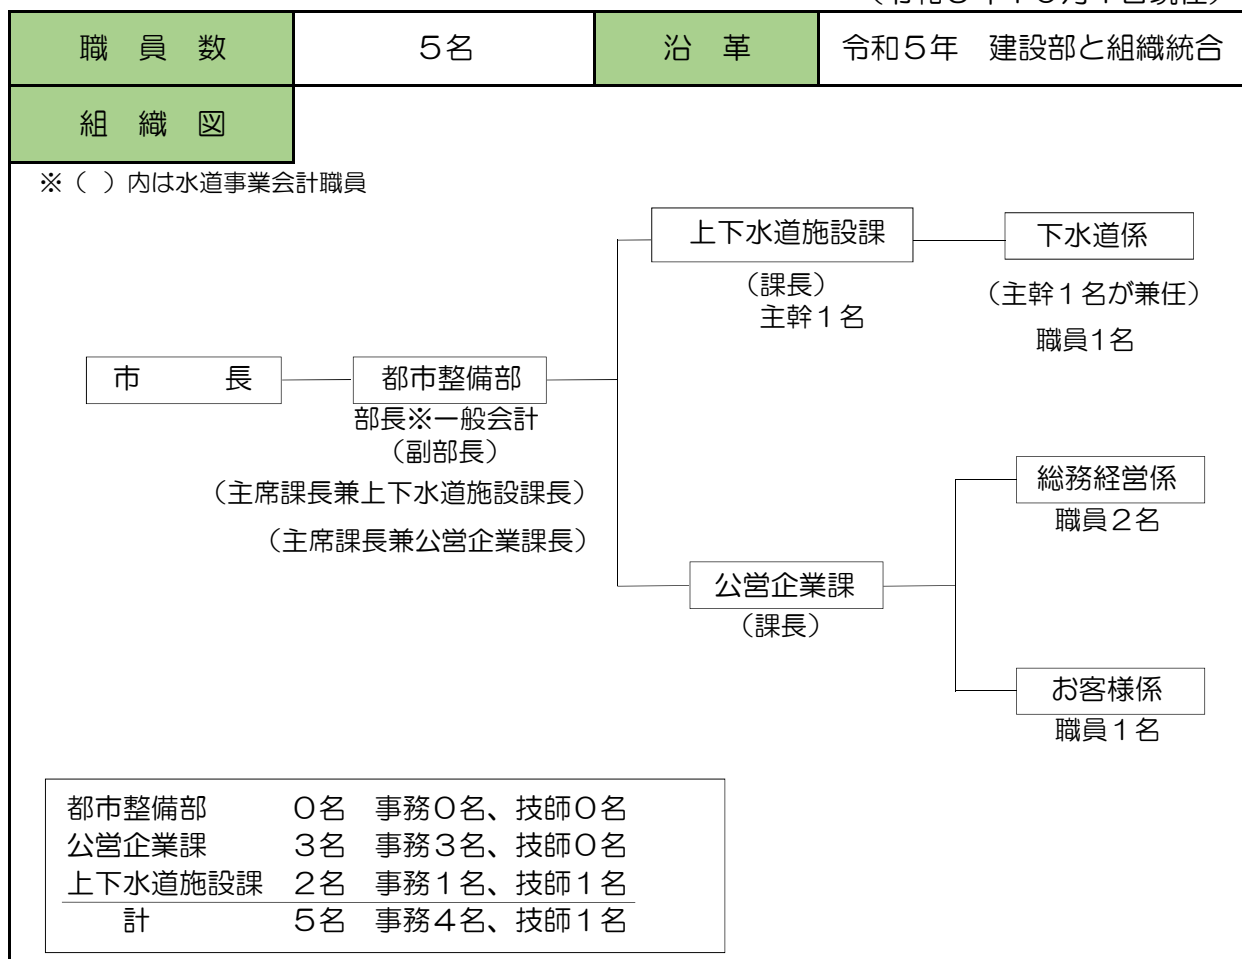 職 員 数 5名 沿 革 令和5年 建設部と組織統合
組 織 図
※( )内は水道事業会計職員
上下水道施設課 下水道係
(課長) (主幹1名が兼任)
主幹1名 職員1名
市 長 都市整備部
部長※一般会計
(副部長)
(主席課長兼上下水道施設課長)
(主席課長兼公営企業課長)
総務経営係
職員2名
公営企業課
(課長)
お客様係
職員1名
都市整備部 0名 事務0名、技師0名
公営企業課 3名 事務3名、技師0名
上下水道施設課 2名 事務1名、技師1名
計 5名 事務4名、技師1名